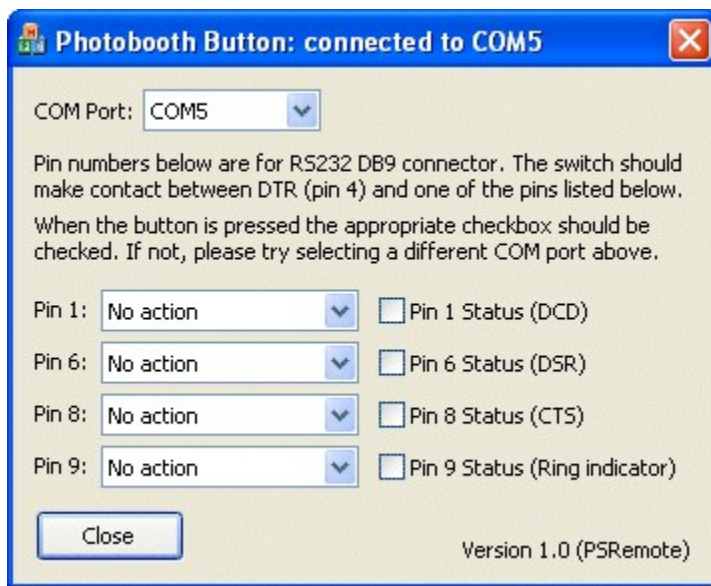 Photobooth Button: connected to COM5
COM Port: COM5
Pin numbers below are for RS232 DB9 connector. The switch should
make contact between DTR (pin 4) and one of the pins listed below.
When the button is pressed the appropriate checkbox should be
checked. If not, please try selecting a different COM port above.
Pin 1: No action Pin 1 Status (DCD)
Pin 6: No action Pin 6 Status (DSR)
Pin 8: No action Pin 8 Status (CTS)
Pin 9: No action Pin 9 Status (Ring indicator)
Close
Version 1.0 (PSRemote)